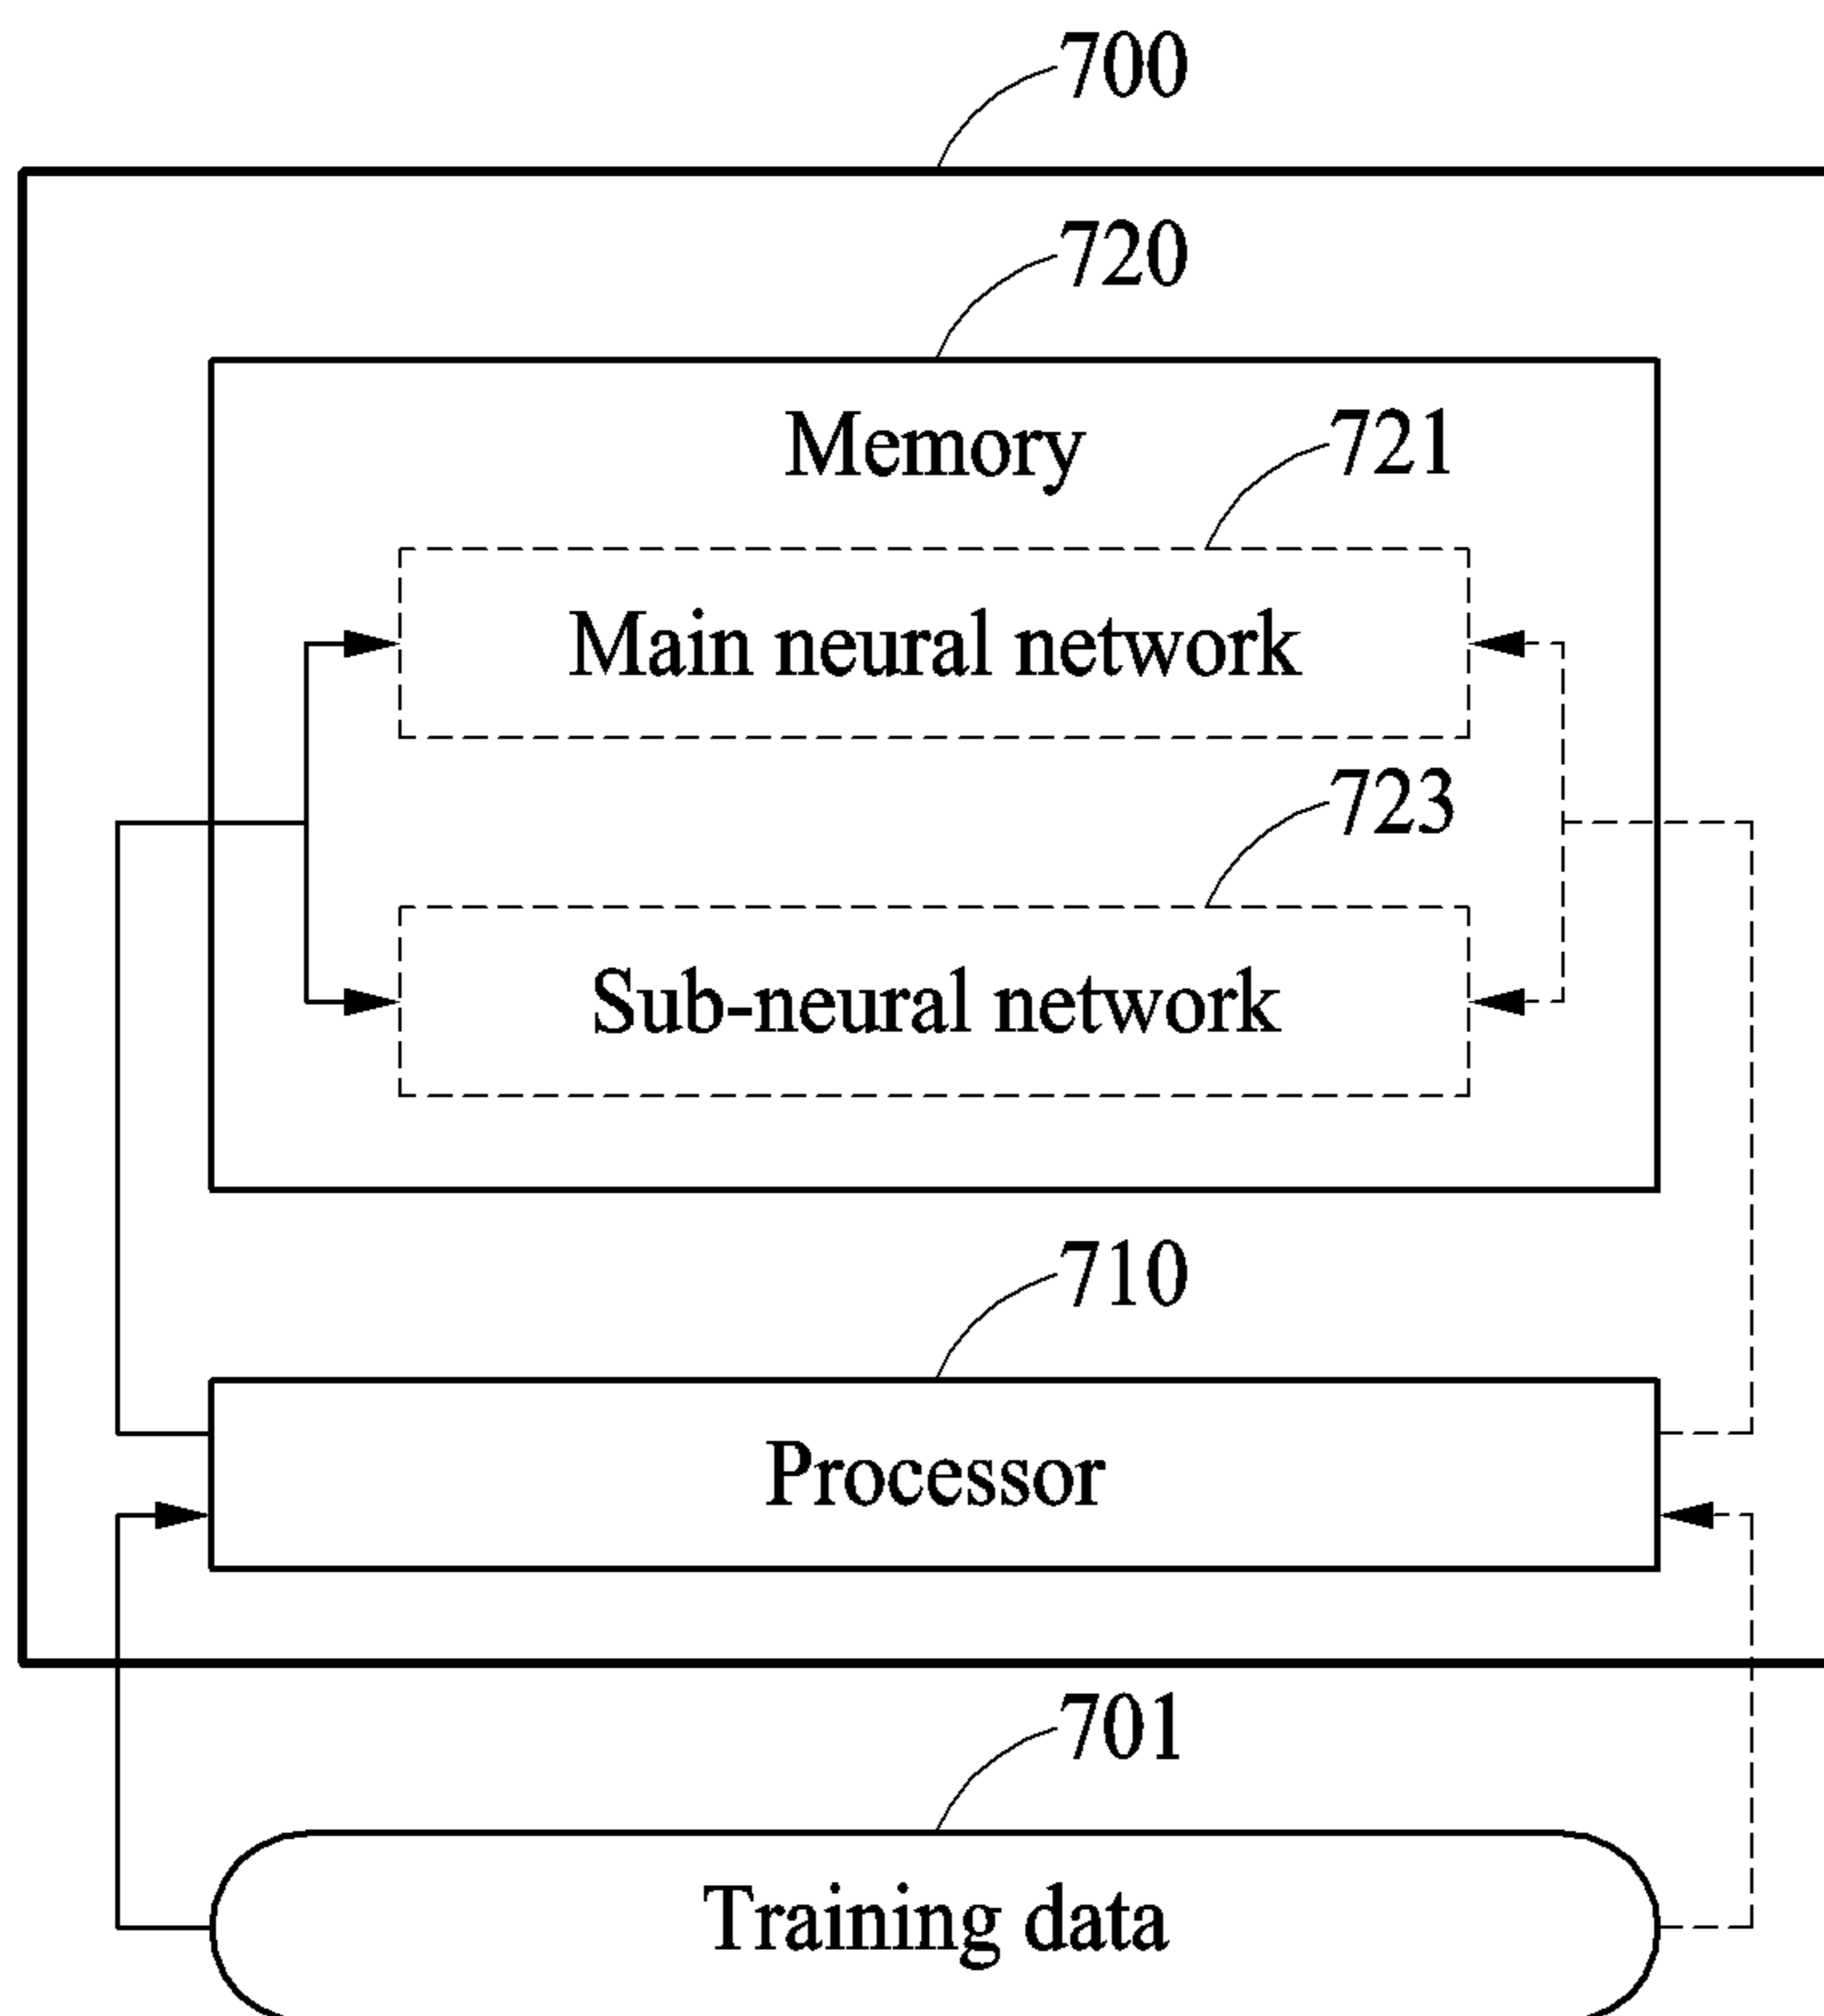 700
720
Memory
721
Main neural network
723
Sub-neural network
710
Processor
701
Training data